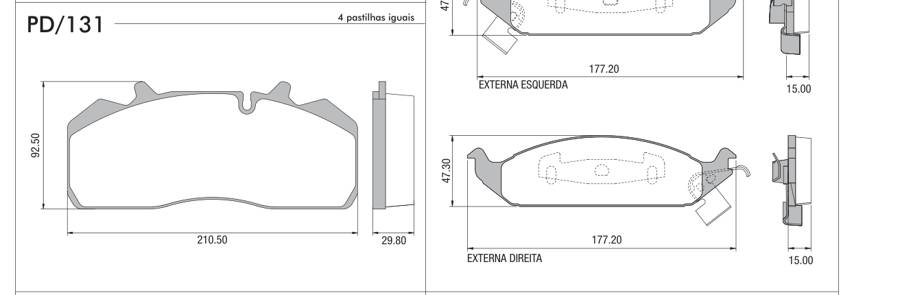 PD/131
4 pastilhas iguais
92.50
210.50
29.80
47
177.20
EXTERNA ESQUERDA
15.00
47.30
177.20
EXTERNA DIREITA
15.00